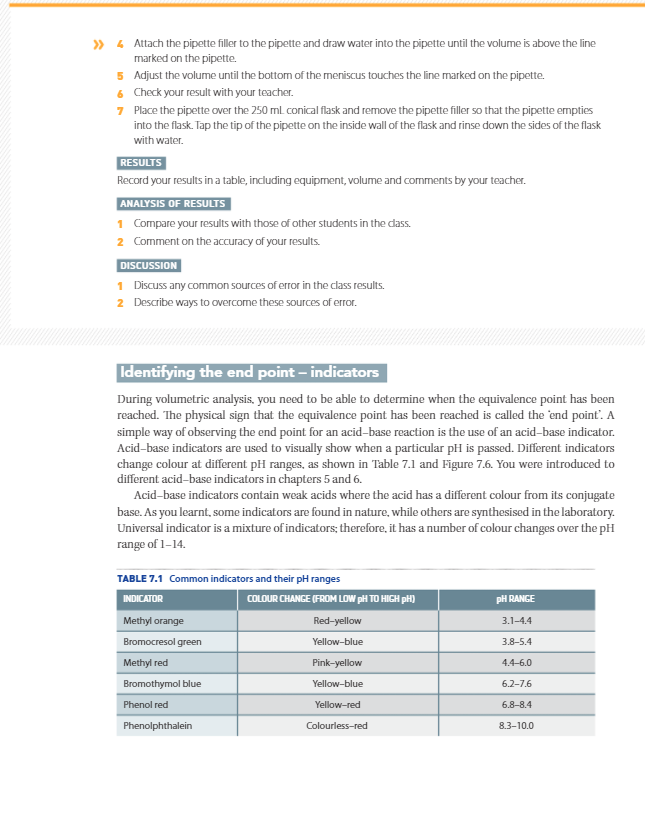 » 4 Attach the pipette filler to the pipette and draw water into the pipette until the volume is above the line
marked on the pipette.
5 Adjust the volume until the bottom of the meniscus touches the line marked on the pipette.
6 Check your result with your teacher.
7 Place the pipette over the 250 mL conical flask and remove the pipette filler so that the pipette empties
into the flask. Tap the tip of the pipette on the inside wall of the flask and rinse down the sides of the flask
with water.
RESULTS
Record your results in a table, including equipment, volume and comments by your teacher.
ANALYSIS OF RESULTS
1 Compare your results with those of other students in the class.
2 Comment on the accuracy of your results.
DISCUSSION
1 Discuss any common sources of error in the class results.
2 Describe ways to overcome these sources of error.
Identifying the end point – indicators
During volumetric analysis, you need to be able to determine when the equivalence point has been
reached. The physical sign that the equivalence point has been reached is called the ‘end point’. A
simple way of observing the end point for an acid–base reaction is the use of an acid–base indicator.
Acid–base indicators are used to visually show when a particular pH is passed. Different indicators
change colour at different pH ranges, as shown in Table 7.1 and Figure 7.6. You were introduced to
different acid–base indicators in chapters 5 and 6.
Acid–base indicators contain weak acids where the acid has a different colour from its conjugate
base. As you learnt, some indicators are found in nature, while others are synthesised in the laboratory.
Universal indicator is a mixture of indicators; therefore, it has a number of colour changes over the pH
range of 1–14.
TABLE 7.1 Common indicators and their pH ranges
INDICATOR COLOUR CHANGE (FROM LOW pH TO HIGH pH) pH RANGE
Methyl orange Red–yellow 3.1–4.4
Bromocresol green Yellow–blue 3.8–5.4
Methyl red Pink–yellow 4.4–6.0
Bromothymol blue Yellow–blue 6.2–7.6
Phenol red Yellow–red 6.8–8.4
Phenolphthalein Colourless–red 8.3–10.0